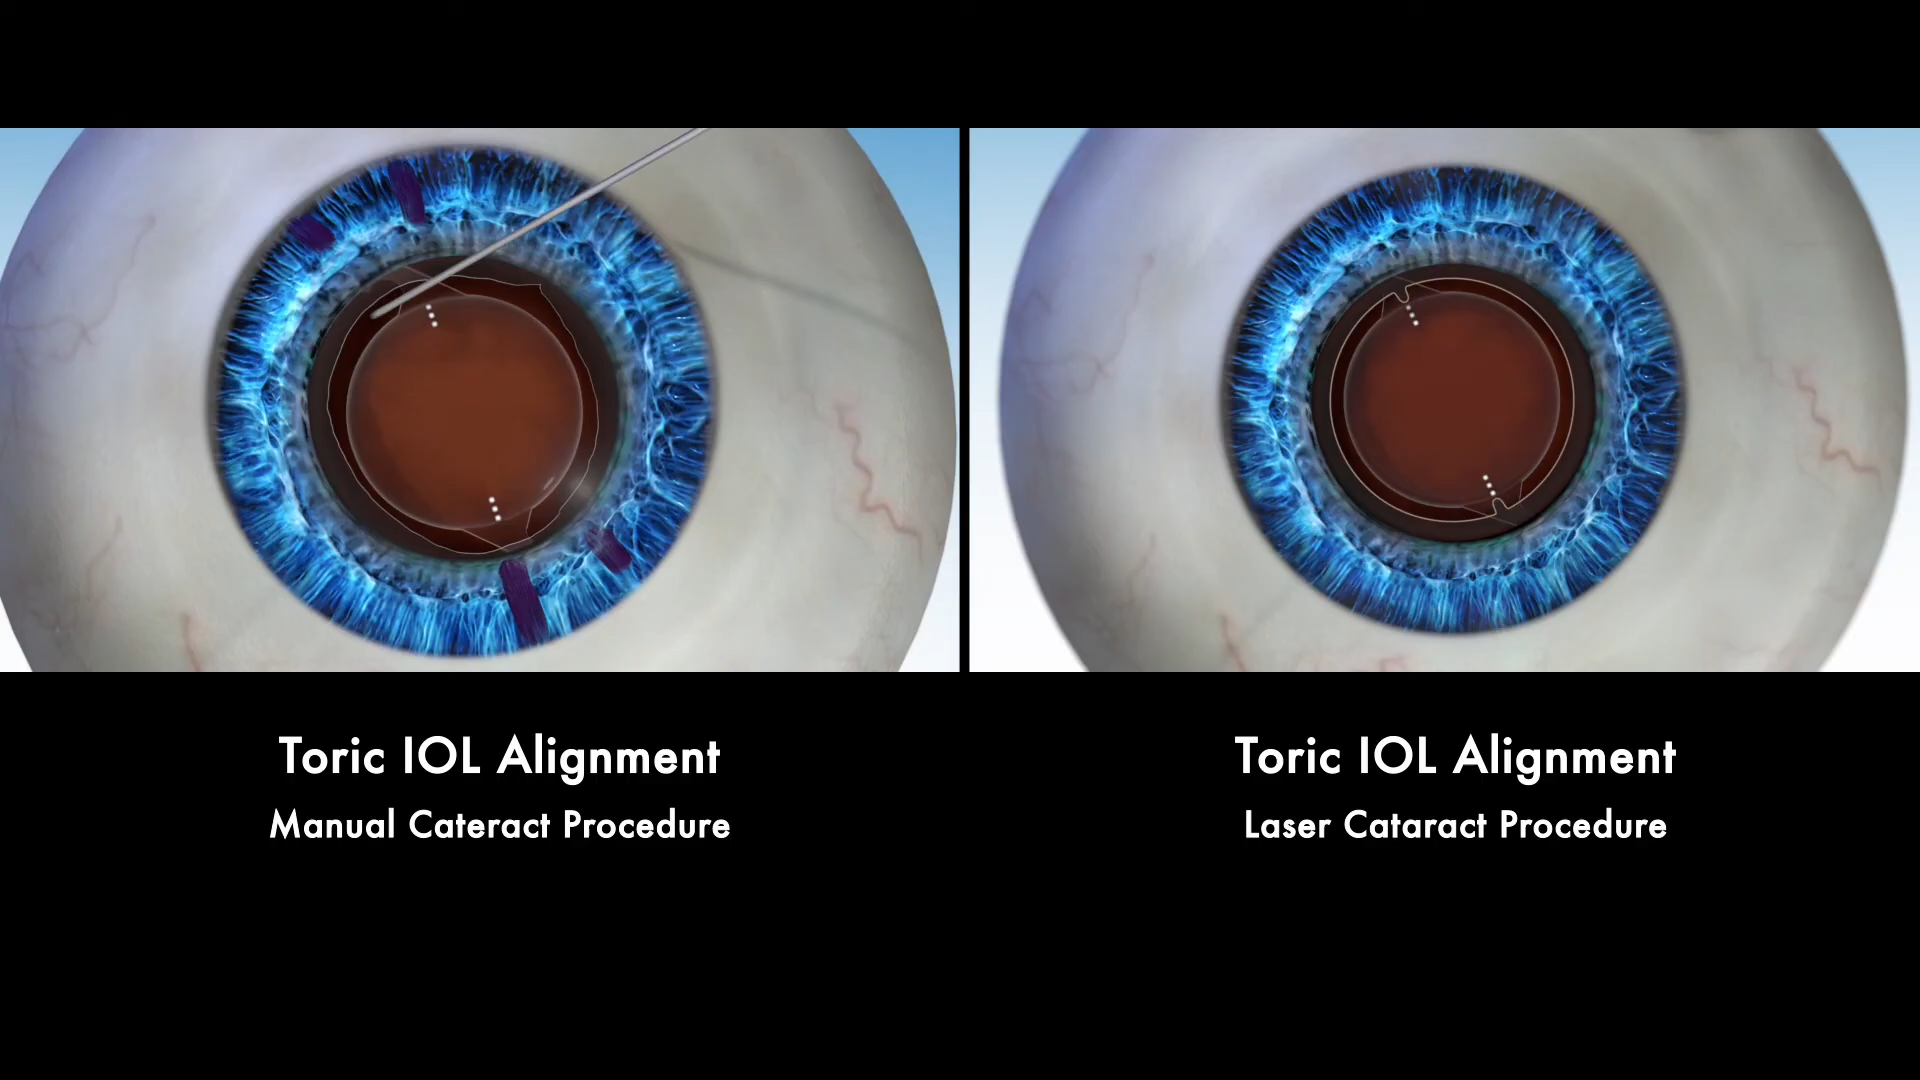 Toric IOL Alignment
Manual Cateract Procedure
Toric IOL Alignment
Laser Cataract Procedure